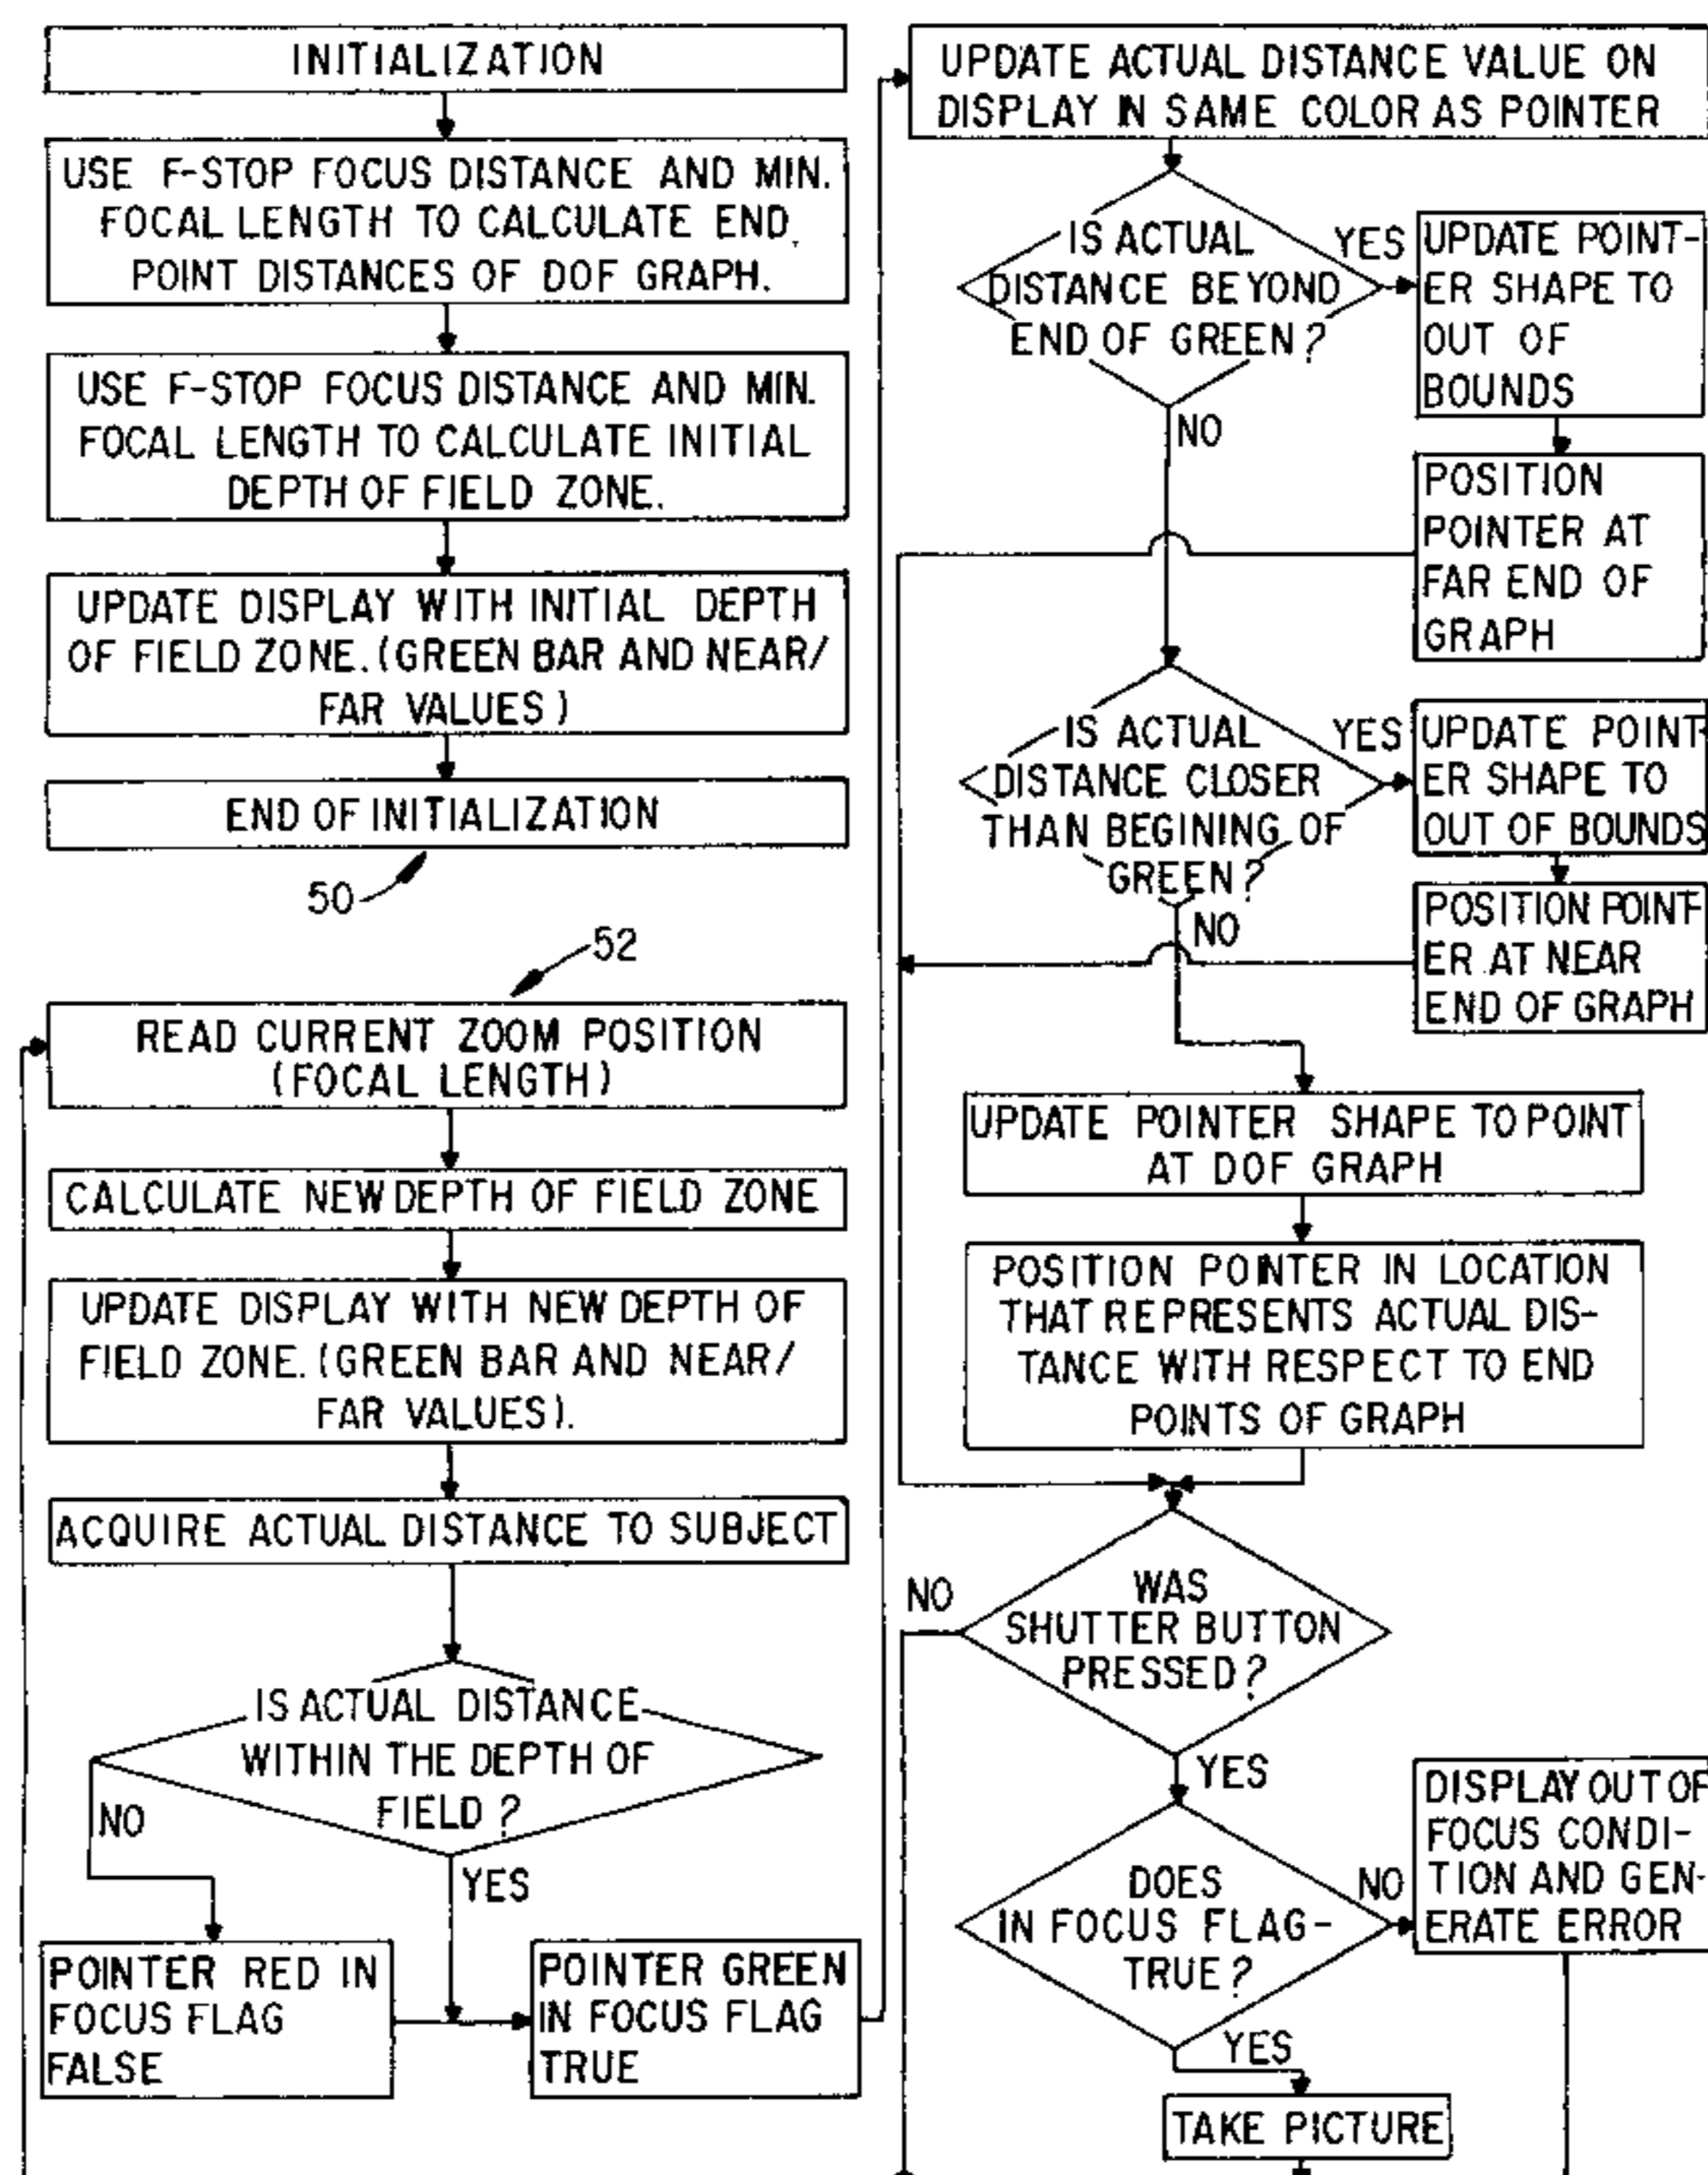 INITIALIZATION
USE F-STOP FOCUS DISTANCE AND MIN.
FOCAL LENGTH TO CALCULATE END
POINT DISTANCES OF DOF GRAPH.
USE F-STOP FOCUS DISTANCE AND MIN.
FOCAL LENGTH TO CALCULATE INITIAL
DEPTH OF FIELD ZONE.
UPDATE DISPLAY WITH INITIAL DEPTH
OF FIELD ZONE. (GREEN BAR AND NEAR/
FAR VALUES)
END OF INITIALIZATION
50
52
READ CURRENT ZOOM POSITION
(FOCAL LENGTH)
CALCULATE NEW DEPTH OF FIELD ZONE
UPDATE DISPLAY WITH NEW DEPTH OF
FIELD ZONE. (GREEN BAR AND NEAR/
FAR VALUES).
ACQUIRE ACTUAL DISTANCE TO SUBJECT
IS ACTUAL DISTANCE
WITHIN THE DEPTH OF
FIELD?
NO
YES
POINTER RED IN
FOCUS FLAG
FALSE
POINTER GREEN
IN FOCUS FLAG
TRUE
UPDATE ACTUAL DISTANCE VALUE ON
DISPLAY IN SAME COLOR AS POINTER
IS ACTUAL
DISTANCE BEYOND
END OF GREEN?
YES
NO
UPDATE POINT-
ER SHAPE TO
OUT OF
BOUNDS
POSITION
POINTER AT
FAR END OF
GRAPH
IS ACTUAL
DISTANCE CLOSER
THAN BEGINING OF
GREEN?
YES
NO
UPDATE POINT-
ER SHAPE TO
OUT OF BOUNDS
POSITION POINT-
ER AT NEAR
END OF GRAPH
UPDATE POINTER SHAPE TO POINT
AT DOF GRAPH
POSITION POINTER IN LOCATION
THAT REPRESENTS ACTUAL DIS-
TANCE WITH RESPECT TO END
POINTS OF GRAPH
WAS
SHUTTER BUTTON
PRESSED?
NO
YES
DOES
IN FOCUS FLAG-
TRUE?
NO
YES
DISPLAY OUT OF
FOCUS CONDI-
TION AND GEN-
ERATE ERROR
TAKE PICTURE